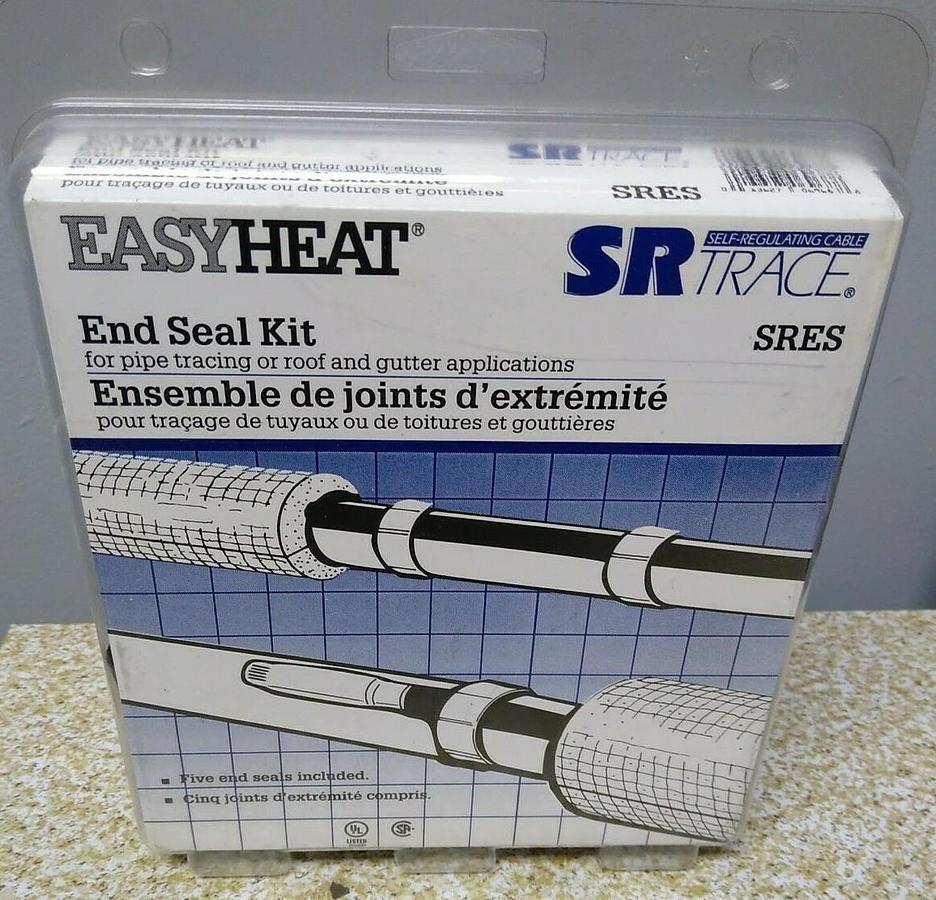 EASYHEAT
for pipe tracing or roof and gutter applications
pour traçage de tuyaux ou de toitures et gouttières
SR TRACE
SRES
EASYHEAT®
SR SELF-REGULATING CABLE
TRACE®
End Seal Kit
SRES
for pipe tracing or roof and gutter applications
Ensemble de joints d'extrémité
pour traçage de tuyaux ou de toitures et gouttières
▪ Five end seals included.
▪ Cinq joints d'extrémité compris.
UL SA
LISTED